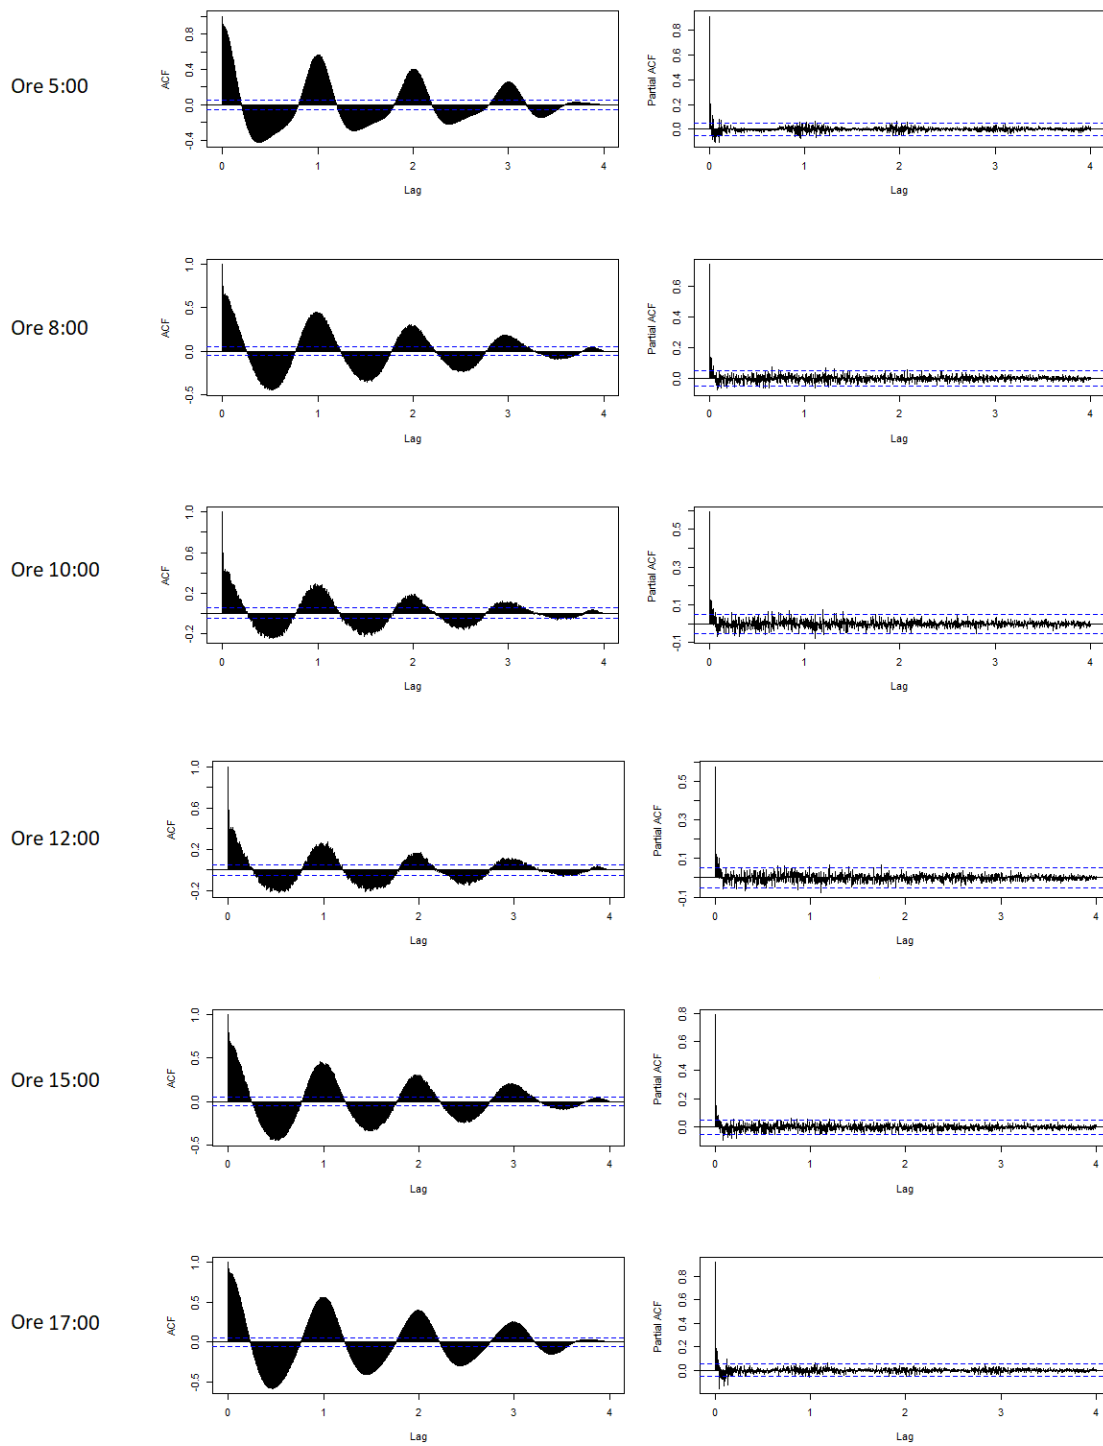 Ore 5:00
ACF
-0.4 0.0 0.4 0.8
0 1 2 3 4
Lag
Partial ACF
0.0 0.2 0.4 0.6 0.8
0 1 2 3 4
Lag
Ore 8:00
ACF
-0.5 0.0 0.5 1.0
0 1 2 3 4
Lag
Partial ACF
0.0 0.2 0.4 0.6
0 1 2 3 4
Lag
Ore 10:00
ACF
-0.2 0.2 0.6 1.0
0 1 2 3 4
Lag
Partial ACF
-0.1 0.1 0.3 0.5
0 1 2 3 4
Lag
Ore 12:00
ACF
-0.2 0.2 0.6 1.0
0 1 2 3 4
Lag
Partial ACF
-0.1 0.1 0.3 0.5
0 1 2 3 4
Lag
Ore 15:00
ACF
-0.5 0.0 0.5 1.0
0 1 2 3 4
Lag
Partial ACF
0.0 0.2 0.4 0.6 0.8
0 1 2 3 4
Lag
Ore 17:00
ACF
-0.5 0.0 0.5 1.0
0 1 2 3 4
Lag
Partial ACF
0.0 0.2 0.4 0.6 0.8
0 1 2 3 4
Lag